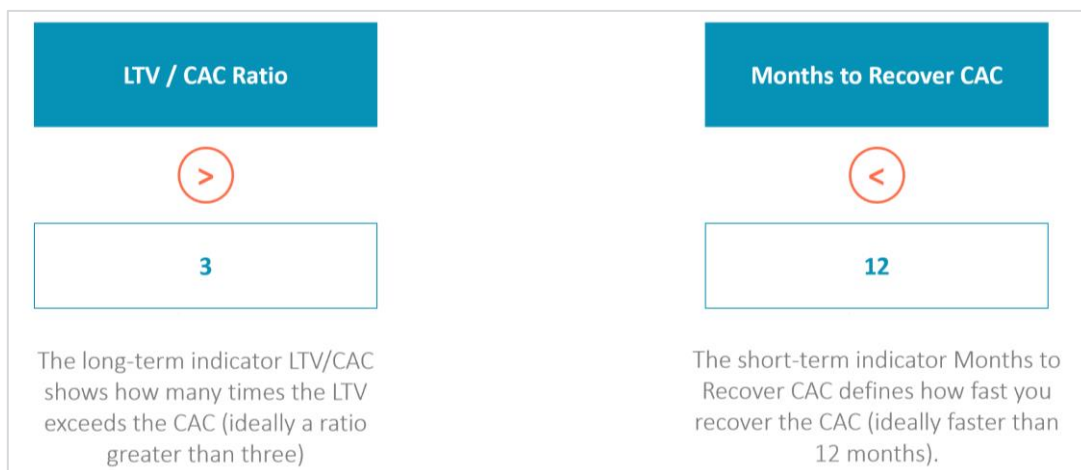 LTV / CAC Ratio
>
3
The long-term indicator LTV/CAC
shows how many times the LTV
exceeds the CAC (ideally a ratio
greater than three)
Months to Recover CAC
<
12
The short-term indicator Months to
Recover CAC defines how fast you
recover the CAC (ideally faster than
12 months).